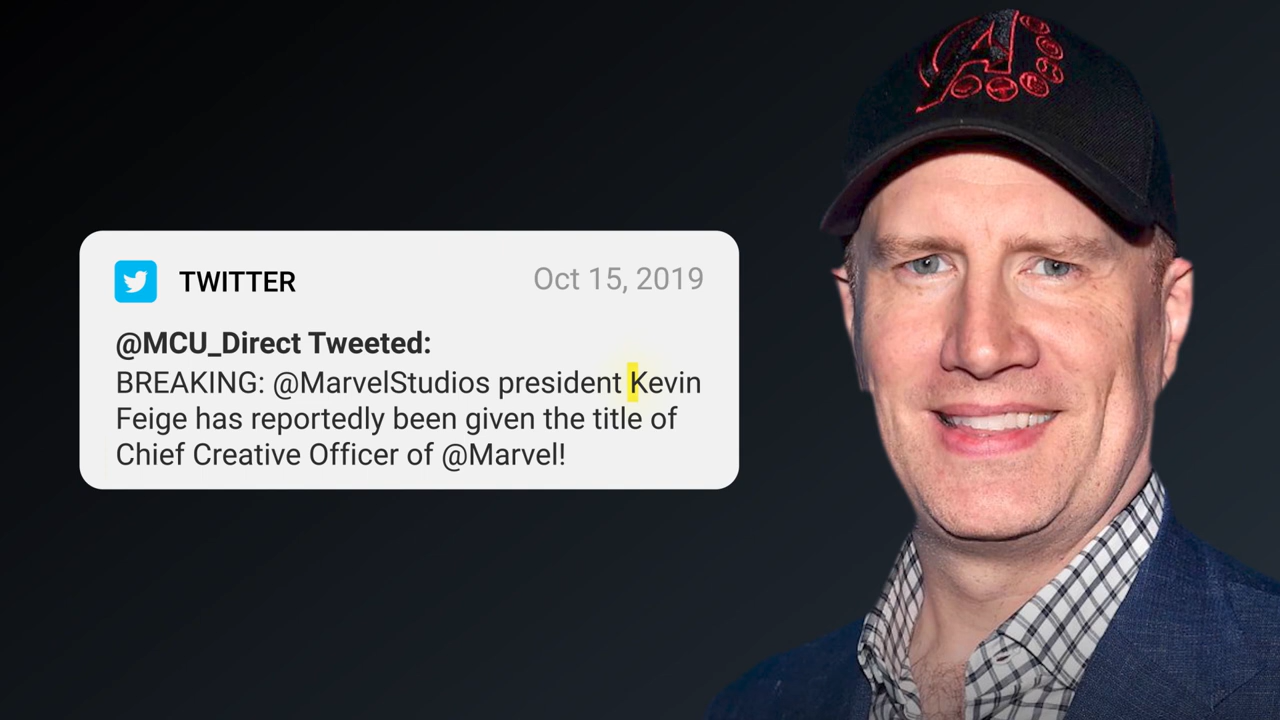 TWITTER
Oct 15, 2019
@MCU_Direct Tweeted:
BREAKING: @MarvelStudios president Kevin
Feige has reportedly been given the title of
Chief Creative Officer of @Marvel!